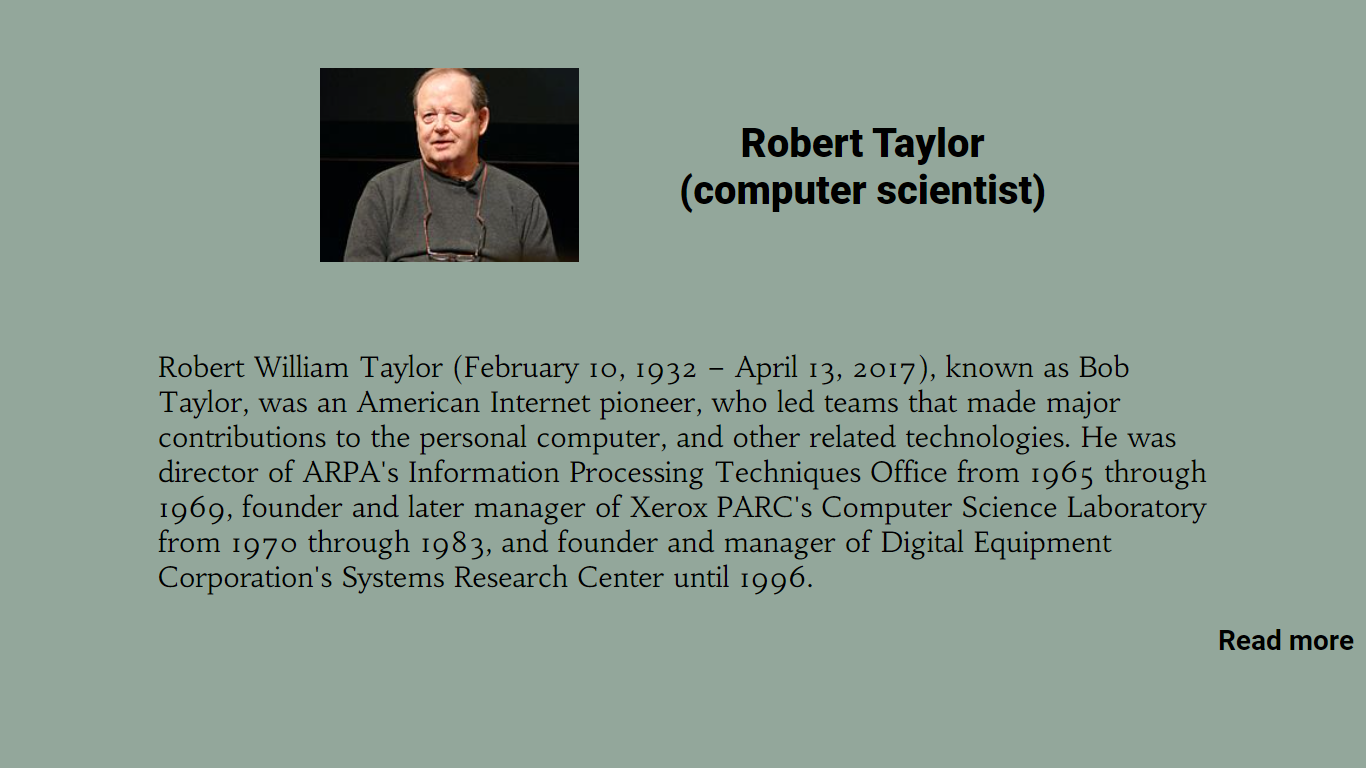 Robert Taylor
(computer scientist)
Robert William Taylor (February 10, 1932 – April 13, 2017), known as Bob
Taylor, was an American Internet pioneer, who led teams that made major
contributions to the personal computer, and other related technologies. He was
director of ARPA's Information Processing Techniques Office from 1965 through
1969, founder and later manager of Xerox PARC's Computer Science Laboratory
from 1970 through 1983, and founder and manager of Digital Equipment
Corporation's Systems Research Center until 1996.
Read more